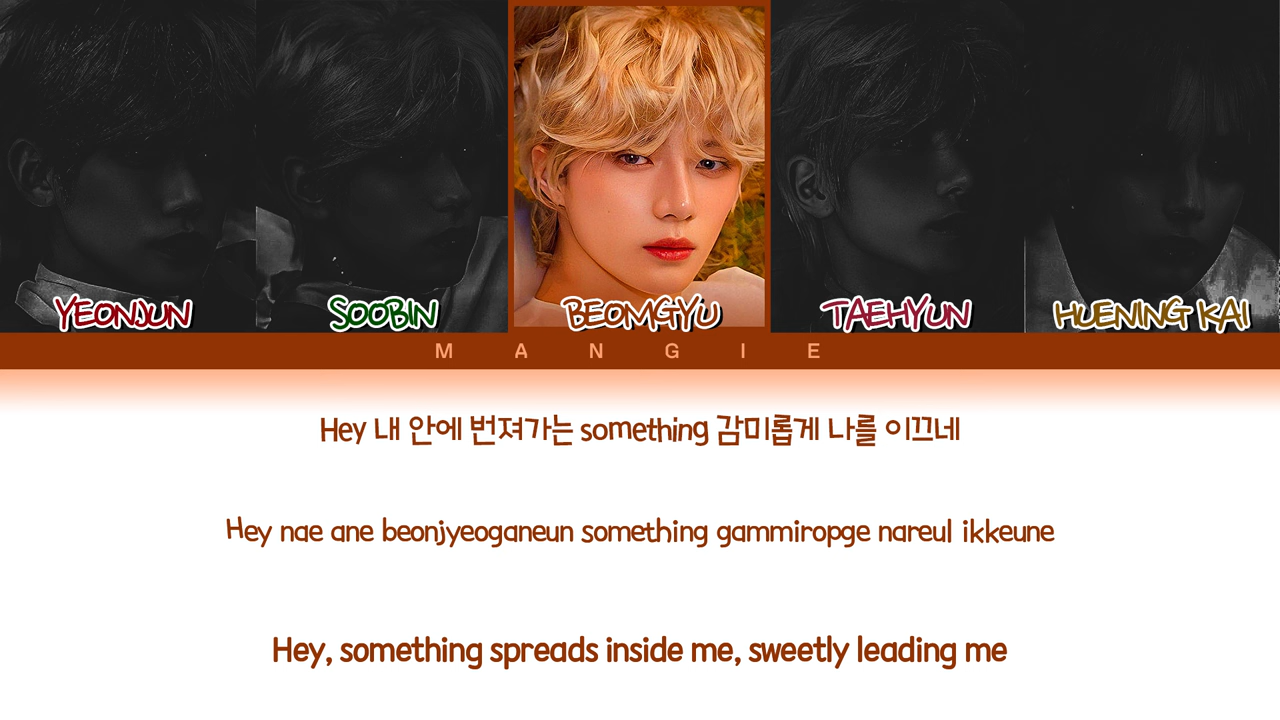 YEONJUN SOOBIN BEOMGYU TAEHYUN HUENING KAI
MANGIE
Hey 내 안에 번져가는 something 감미롭게 나를 이끄네
Hey nae ane beonjyeoganeun something gammiropge nareul ikkeune
Hey, something spreads inside me, sweetly leading me